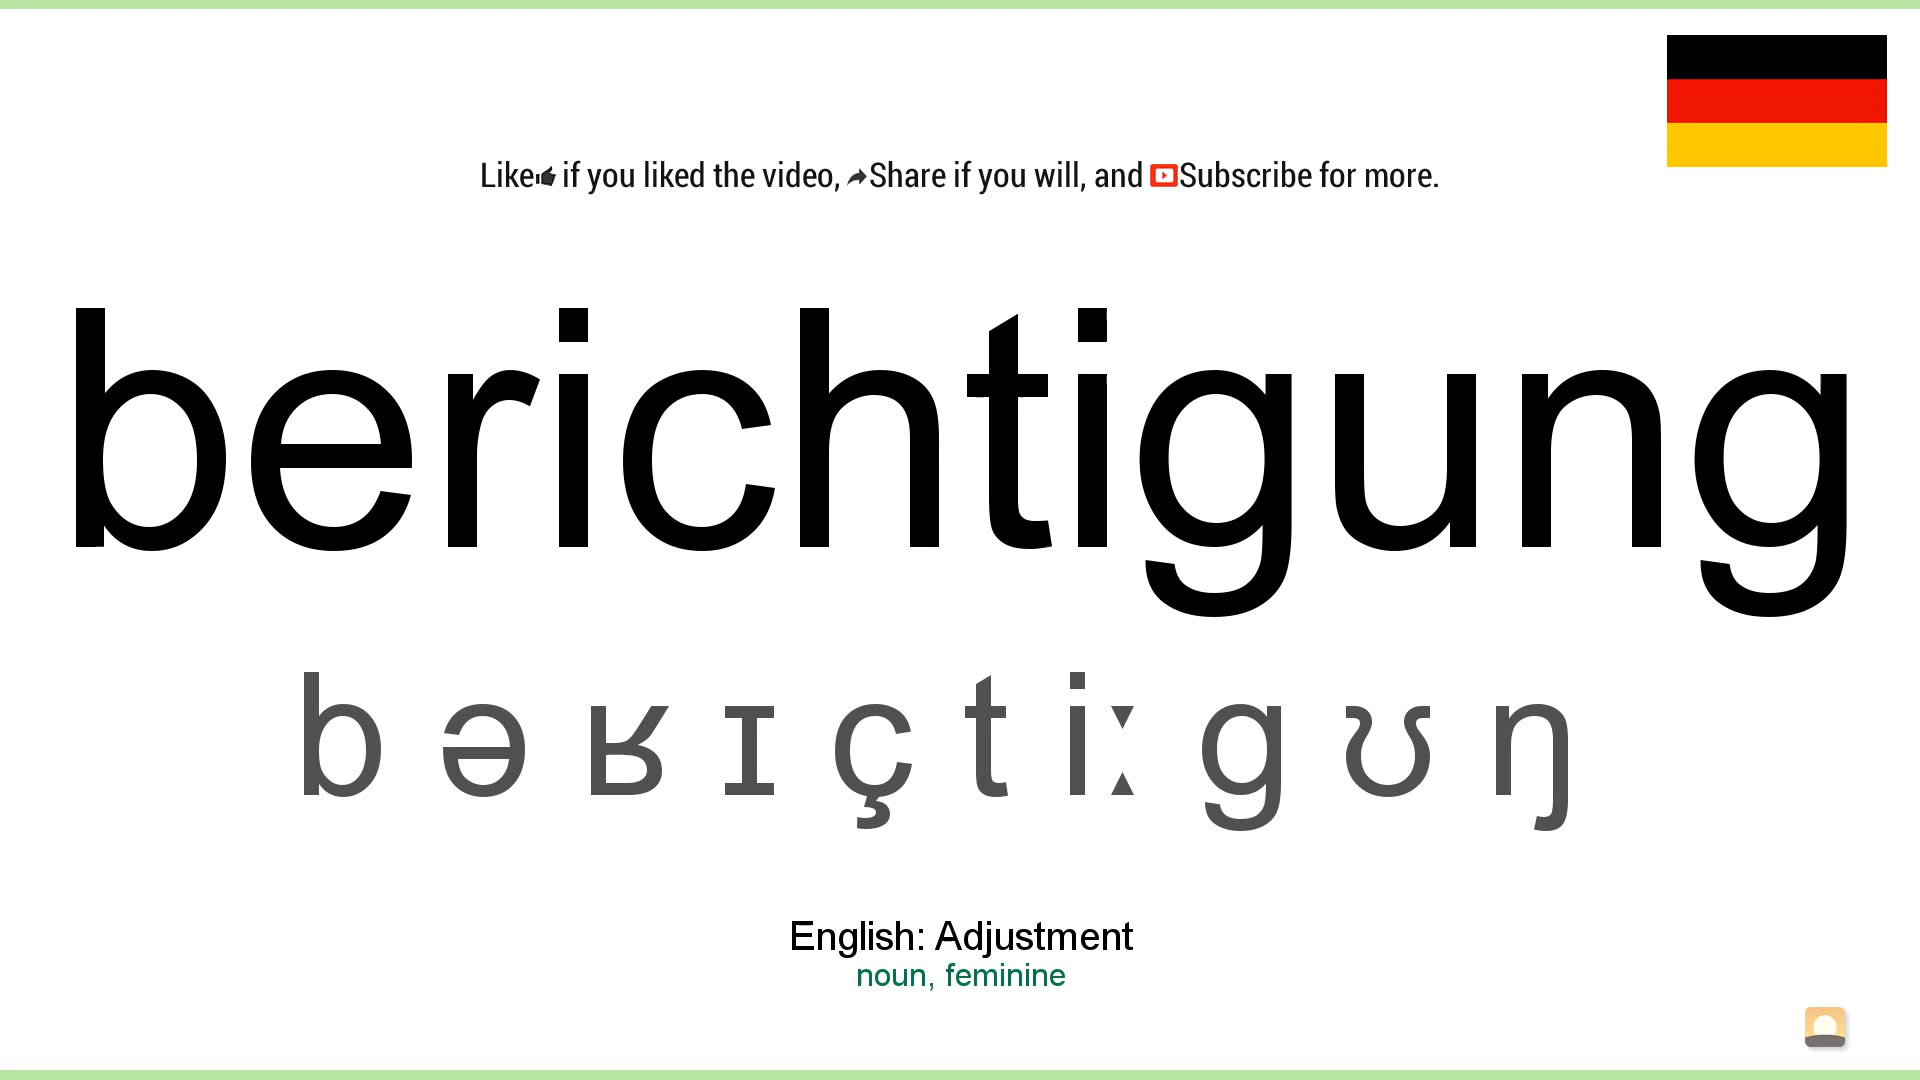 Like if you liked the video, Share if you will, and Subscribe for more.
berichtigung
b ə ʁ ɪ ç t iː g ʊ ŋ
English: Adjustment
noun, feminine